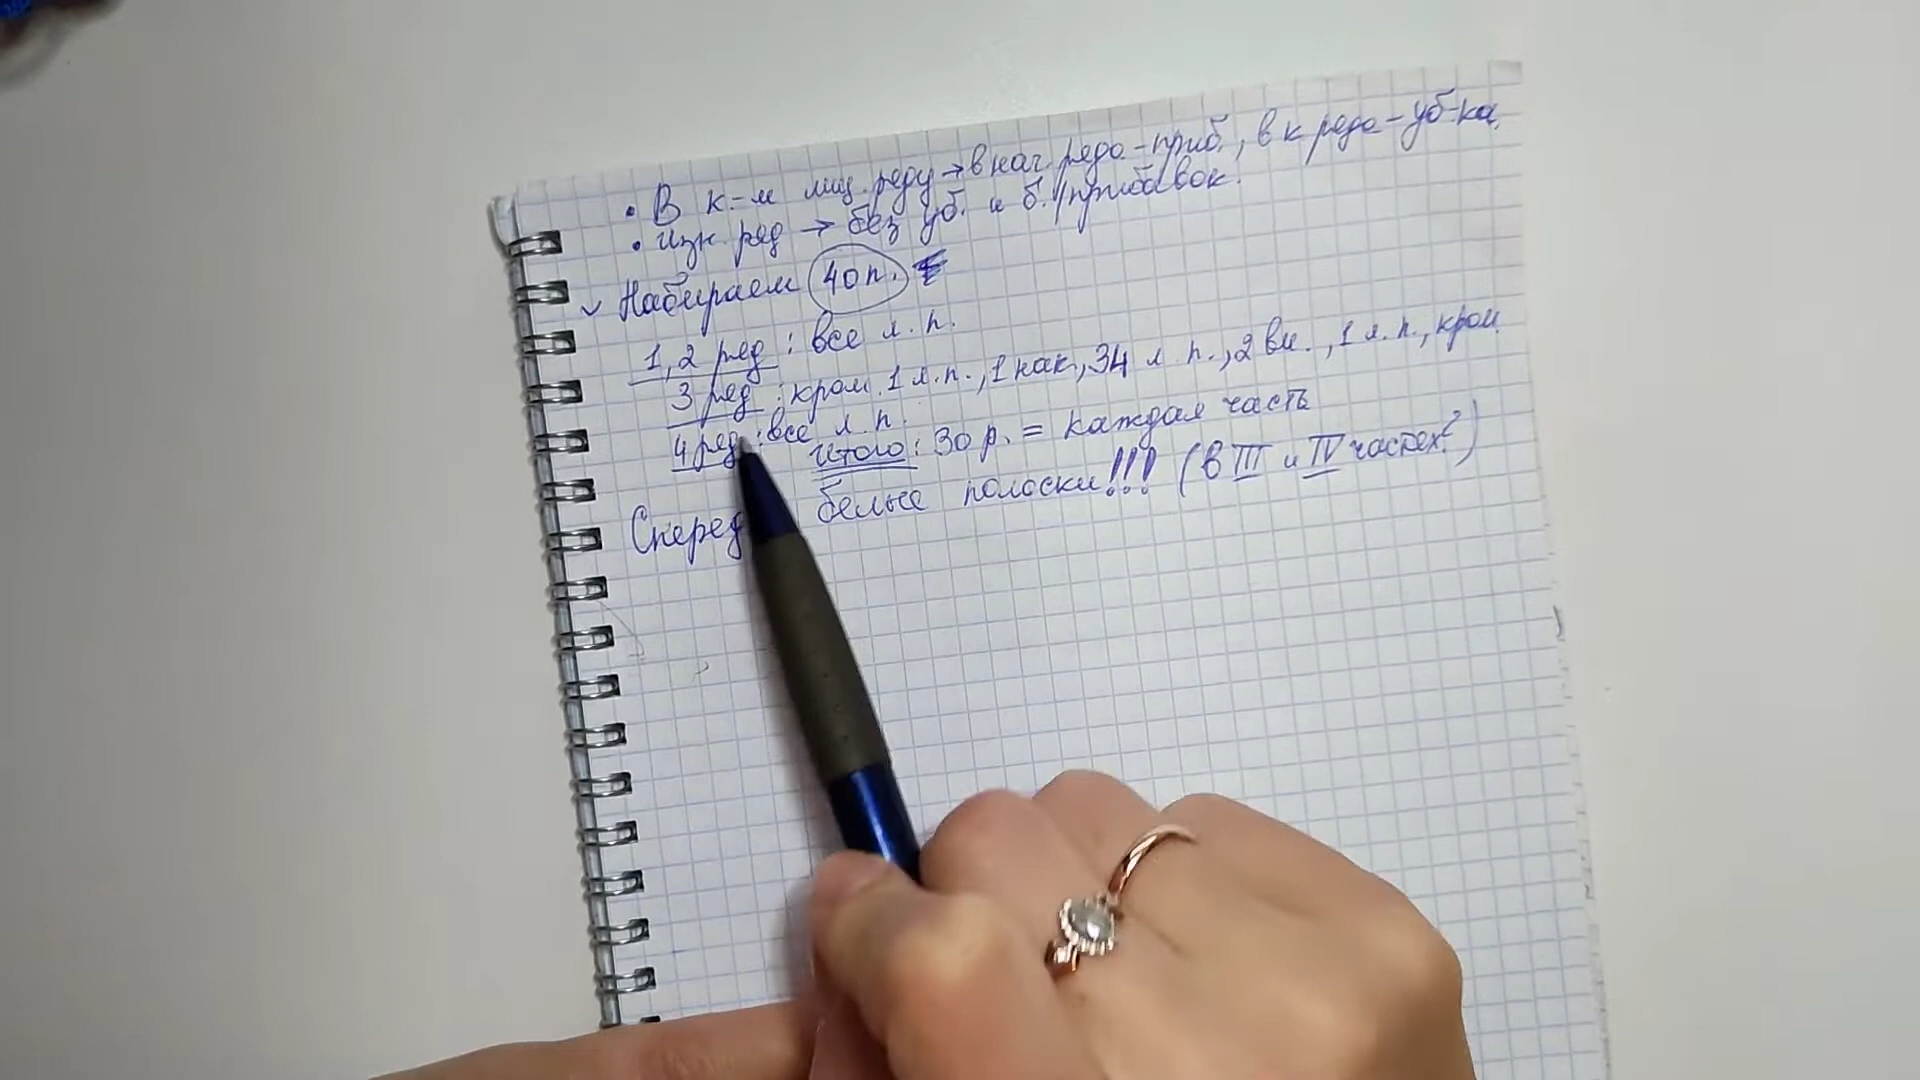 • В к-м лиц. ряду → в нач. ряда - приб., в к. ряда - уб-ка.
• изн. ряд → без уб. и б. прибавок.
✓ Набираем 40 п.
1, 2 ряд: все л. п.
3 ряд: кром. 1 л. п., 1 нак., 34 л. п., 2 вм., 1 л. п., кром.
4 ряд: все л. п.
Итого: 30 р. = каждая часть
Сперед белые полоски!!! (в III и IV частях?)